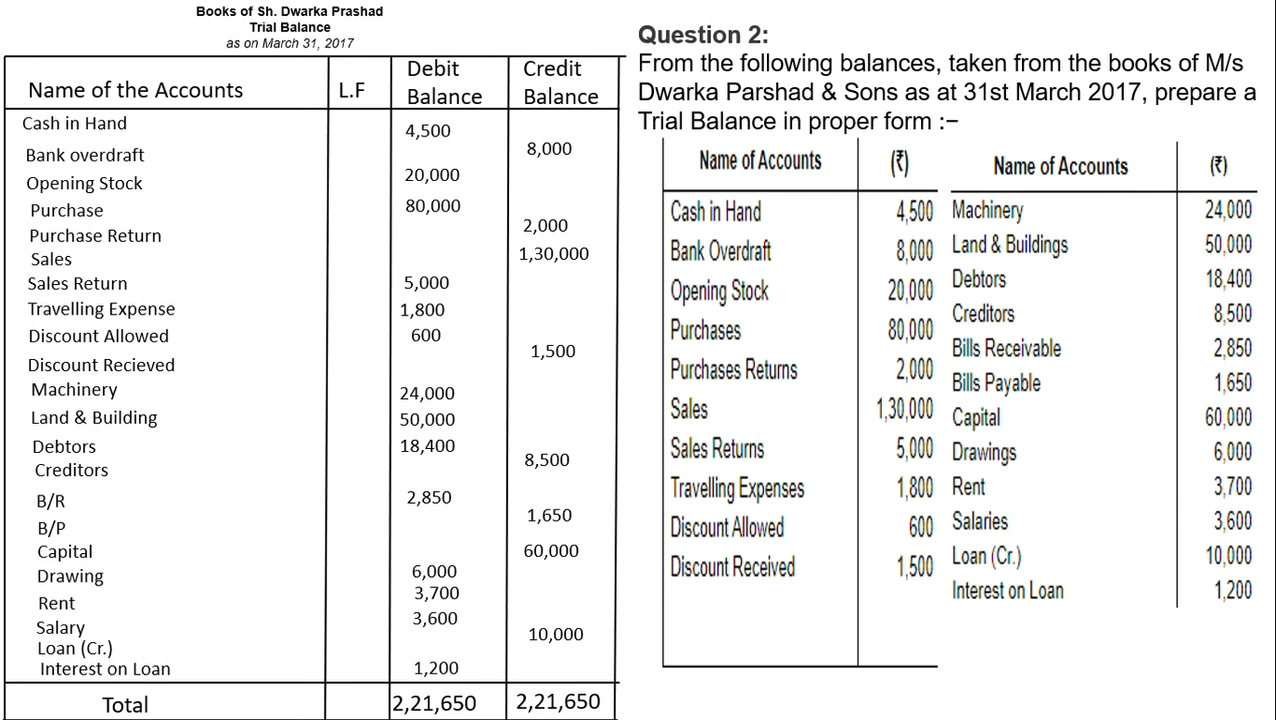 Books of Sh. Dwarka Prashad
Trial Balance
as on March 31, 2017
Name of the Accounts L.F Debit Balance Credit Balance
Cash in Hand 4,500
Bank overdraft 8,000
Opening Stock 20,000
Purchase 80,000
Purchase Return 2,000
Sales 1,30,000
Sales Return 5,000
Travelling Expense 1,800
Discount Allowed 600
Discount Recieved 1,500
Machinery 24,000
Land & Building 50,000
Debtors 18,400
Creditors 8,500
B/R 2,850
B/P 1,650
Capital 60,000
Drawing 6,000
Rent 3,700
Salary 3,600
Loan (Cr.) 10,000
Interest on Loan 1,200
Total 2,21,650 2,21,650
Question 2:
From the following balances, taken from the books of M/s
Dwarka Parshad & Sons as at 31st March 2017, prepare a
Trial Balance in proper form :−
Name of Accounts (₹)
Cash in Hand 4,500
Bank Overdraft 8,000
Opening Stock 20,000
Purchases 80,000
Purchases Returns 2,000
Sales 1,30,000
Sales Returns 5,000
Travelling Expenses 1,800
Discount Allowed 600
Discount Received 1,500
Name of Accounts (₹)
Machinery 24,000
Land & Buildings 50,000
Debtors 18,400
Creditors 8,500
Bills Receivable 2,850
Bills Payable 1,650
Capital 60,000
Drawings 6,000
Rent 3,700
Salaries 3,600
Loan (Cr.) 10,000
Interest on Loan 1,200